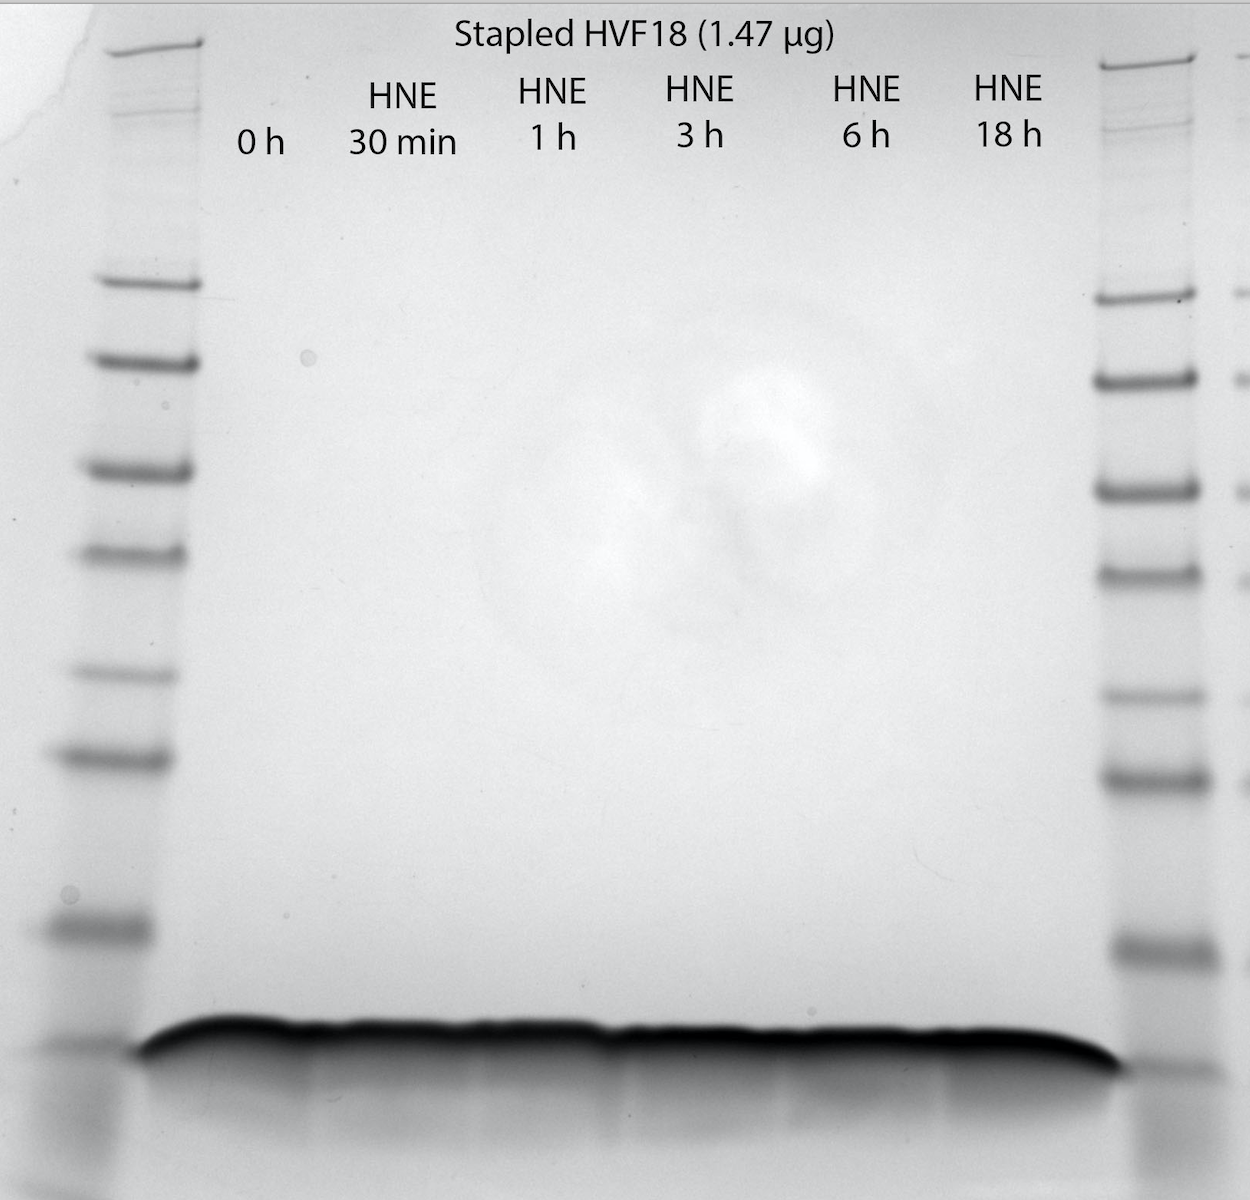 Stapled HVF18 (1.47 µg)
0 h
HNE
30 min
HNE
1 h
HNE
3 h
HNE
6 h
HNE
18 h